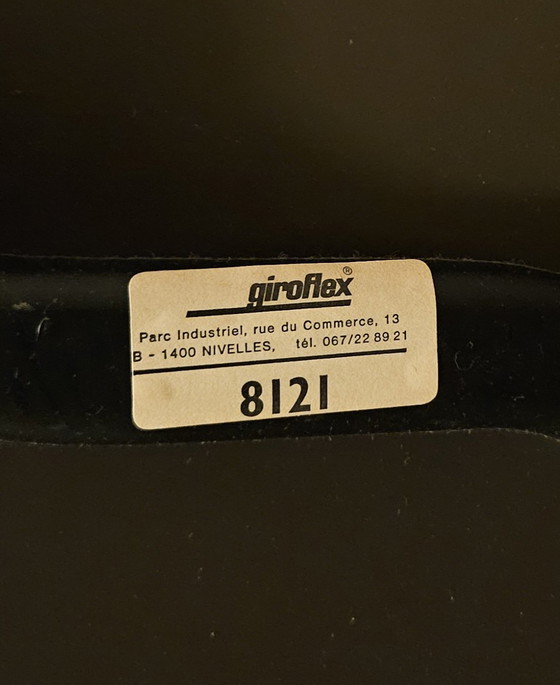 giroflex®
Parc Industriel, rue du Commerce, 13
B - 1400 NIVELLES, tél. 067/22 89 21
8121